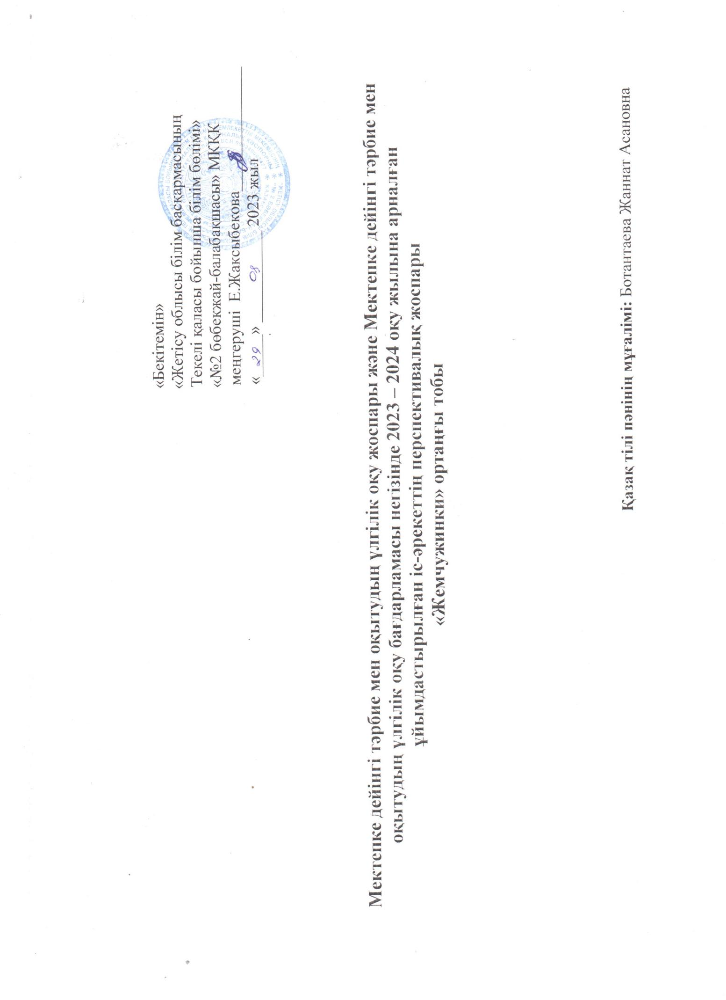 «Бекітемін»
«Жетісу облысы білім басқармасының
Текелі қаласы бойынша білім бөлімі»
«№2 бөбекжай-балабақшасы» МКҚК
меңгеруші Е.Жаксыбекова
« 29 » 08 2023 жыл
Мектепке дейінгі тәрбие мен оқытудың үлгілік оқу жоспары және Мектепке дейінгі тәрбие мен
оқытудың үлгілік оқу бағдарламасы негізінде 2023 – 2024 оқу жылына арналған
ұйымдастырылған іс-әрекеттің перспективалық жоспары
«Жемчужинки» ортаңғы тобы
Қазақ тілі пәнінің мұғалімі: Ботантаева Жаннат Асановна